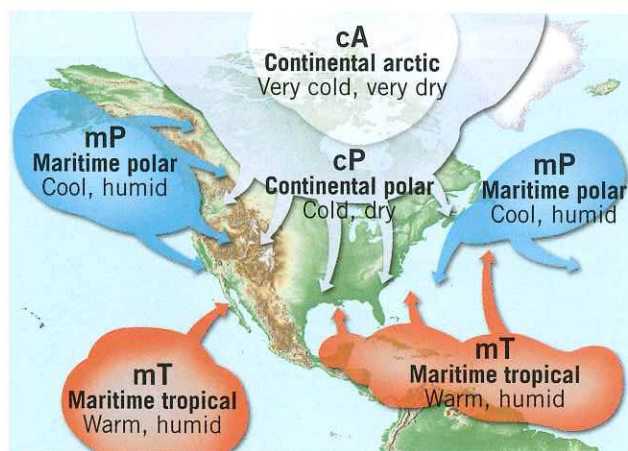 cA
Continental arctic
Very cold, very dry
mP
Maritime polar
Cool, humid
cP
Continental polar
Cold, dry
mP
Maritime polar
Cool, humid
mT
Maritime tropical
Warm, humid
mT
Maritime tropical
Warm, humid